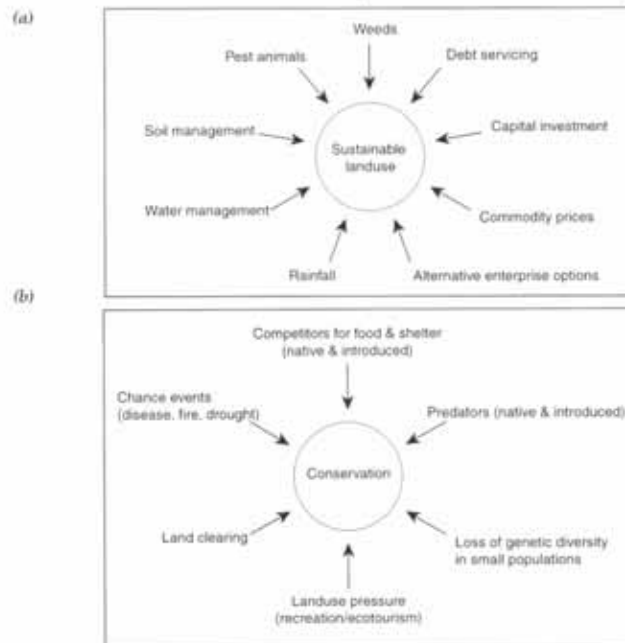 (a)
Weeds
Pest animals
Debt servicing
Soil management
Capital investment
Sustainable
landuse
Water management
Commodity prices
Rainfall
Alternative enterprise options
(b)
Competitors for food & shelter
(native & introduced)
Chance events
(disease, fire, drought)
Predators (native & introduced)
Conservation
Land clearing
Loss of genetic diversity
in small populations
Landuse pressure
(recreation/ecotourism)